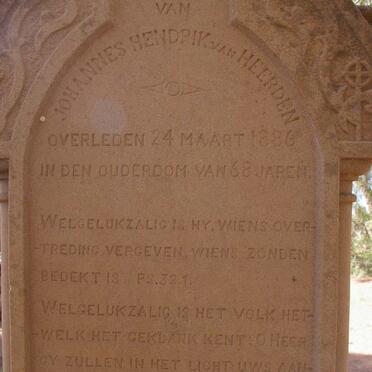 VAN
JOHANNES HENDRIK VAN HEERDEN
OVERLEDEN 24 MAART 1886
IN DEN OUDERDOM VAN 68 JAREN.
WELGELUKZALIG IS HY, WIENS OVER-
-TREDING VERGEVEN, WIENS ZONDEN
BEDEKT IS PS. 32.1.
WELGELUKZALIG IS HET VOLK HET-
-WELK HET GEKLANK KENT: O HEER
GY ZULLEN IN HET LICHT UWS AAN-